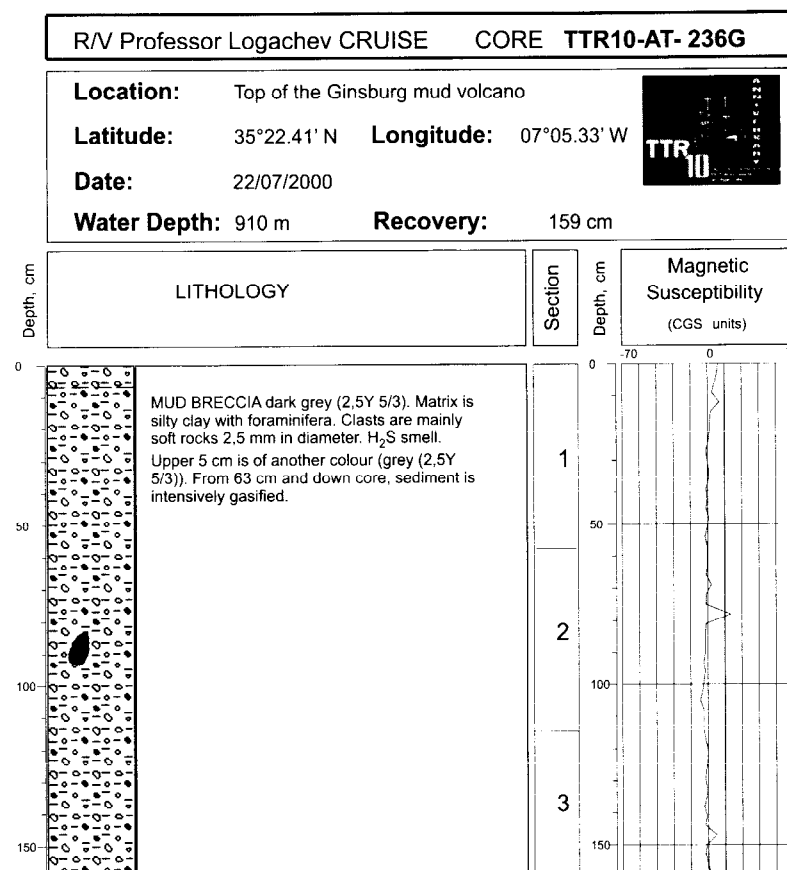 R/V Professor Logachev CRUISE CORE TTR10-AT- 236G
Location: Top of the Ginsburg mud volcano
Latitude: 35°22.41' N Longitude: 07°05.33' W
TTR
10
Date: 22/07/2000
Water Depth: 910 m Recovery: 159 cm
Depth, cm
LITHOLOGY
Section
Depth, cm
Magnetic
Susceptibility
(CGS units)
0
0
-70 0
MUD BRECCIA dark grey (2,5Y 5/3). Matrix is
silty clay with foraminifera. Clasts are mainly
soft rocks 2,5 mm in diameter. H2S smell.
Upper 5 cm is of another colour (grey (2,5Y
5/3)). From 63 cm and down core, sediment is
intensively gasified.
1
50
50
2
100
100
3
150
150